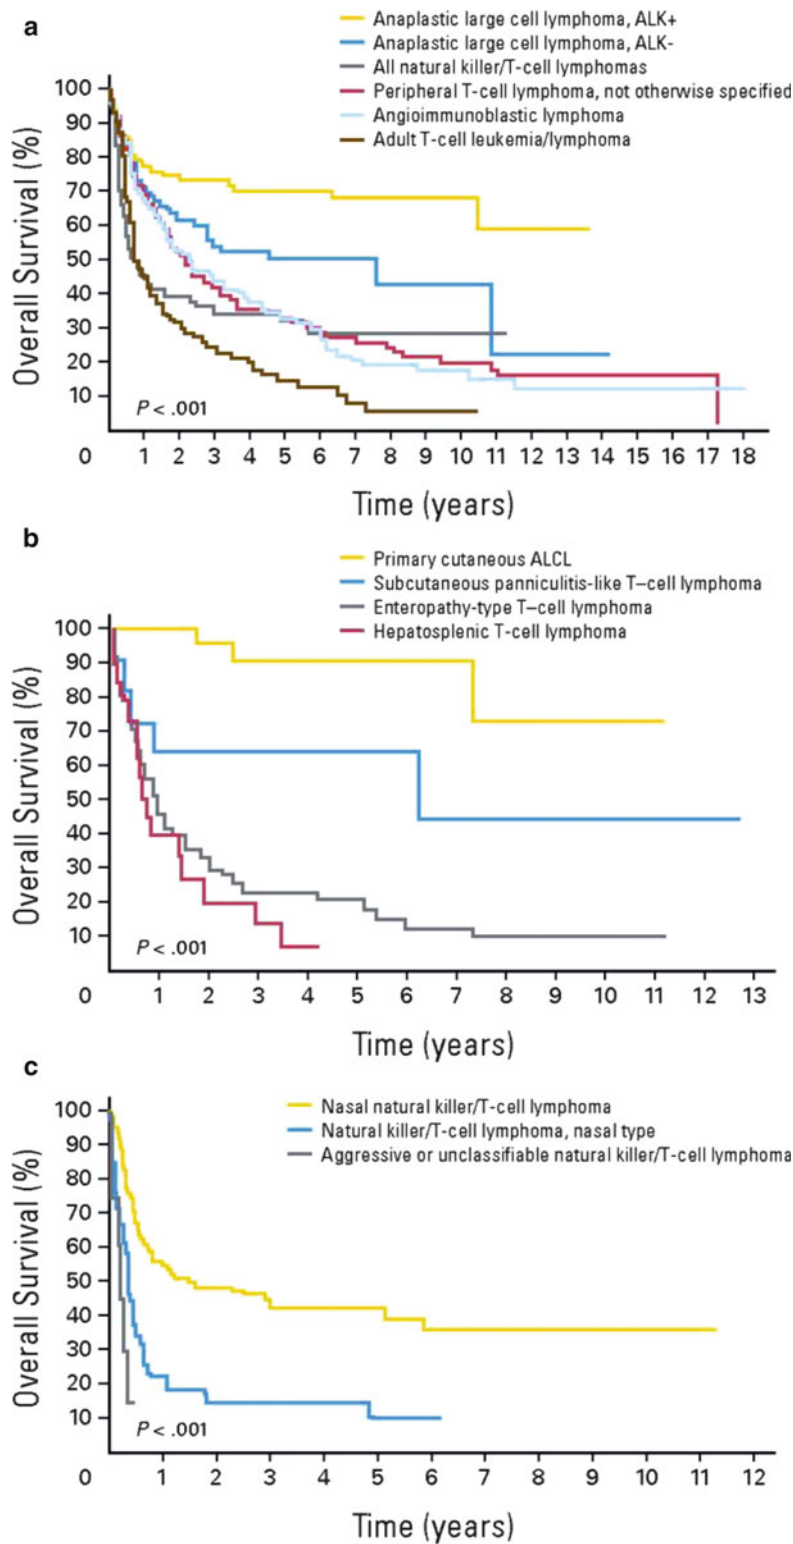 a
Anaplastic large cell lymphoma, ALK+
Anaplastic large cell lymphoma, ALK-
All natural killer/T-cell lymphomas
Peripheral T-cell lymphoma, not otherwise specified
Angioimmunoblastic lymphoma
Adult T-cell leukemia/lymphoma
Overall Survival (%)
100
90
80
70
60
50
40
30
20
10
P < .001
0 1 2 3 4 5 6 7 8 9 10 11 12 13 14 15 16 17 18
Time (years)
b
Primary cutaneous ALCL
Subcutaneous panniculitis-like T–cell lymphoma
Enteropathy-type T–cell lymphoma
Hepatosplenic T-cell lymphoma
Overall Survival (%)
100
90
80
70
60
50
40
30
20
10
P < .001
0 1 2 3 4 5 6 7 8 9 10 11 12 13
Time (years)
c
Nasal natural killer/T-cell lymphoma
Natural killer/T-cell lymphoma, nasal type
Aggressive or unclassifiable natural killer/T-cell lymphoma
Overall Survival (%)
100
90
80
70
60
50
40
30
20
10
P < .001
0 1 2 3 4 5 6 7 8 9 10 11 12
Time (years)